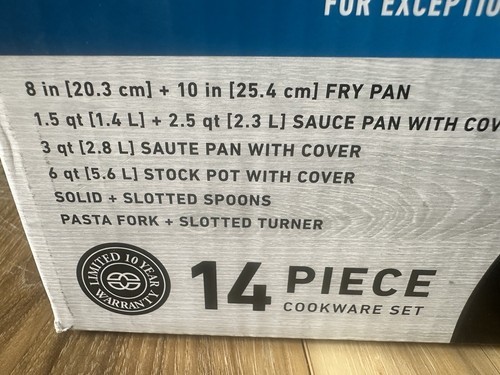 FOR
8 in [20.3 cm] + 10 in [25.4 cm] FRY PAN
1.5 qt [1.4 L] + 2.5 qt [2.3 L] SAUCE PAN WITH
3 qt [2.8 L] SAUTE PAN WITH COVER
6 qt [5.6 L] STOCK POT WITH COVER
SOLID + SLOTTED SPOONS
PASTA FORK + SLOTTED TURNER
LIMITED 10 YEAR
WARRANTY
14 PIECE
COOKWARE SET